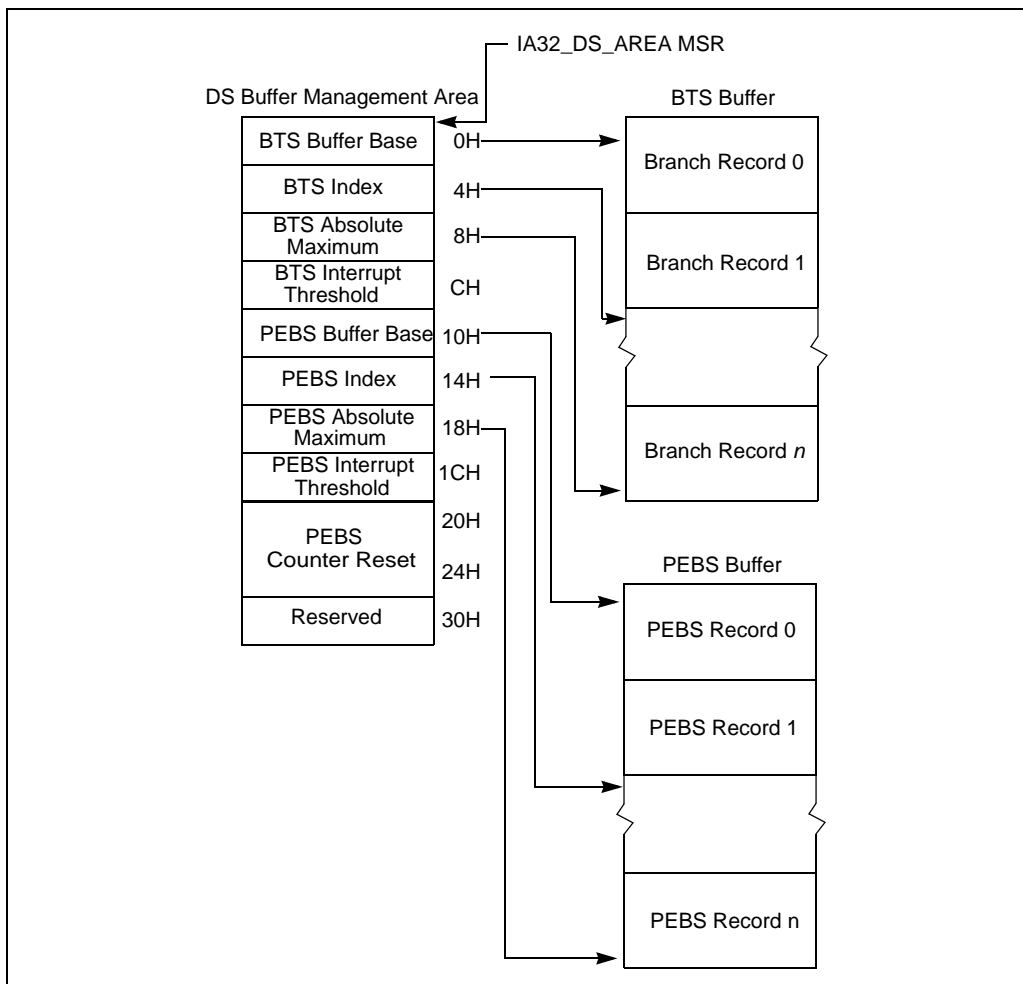 IA32_DS_AREA MSR
DS Buffer Management Area
BTS Buffer Base 0H
BTS Index 4H
BTS Absolute
Maximum 8H
BTS Interrupt
Threshold CH
PEBS Buffer Base 10H
PEBS Index 14H
PEBS Absolute
Maximum 18H
PEBS Interrupt
Threshold 1CH
20H
PEBS
Counter Reset
24H
Reserved 30H
BTS Buffer
Branch Record 0
Branch Record 1
Branch Record n
PEBS Buffer
PEBS Record 0
PEBS Record 1
PEBS Record n